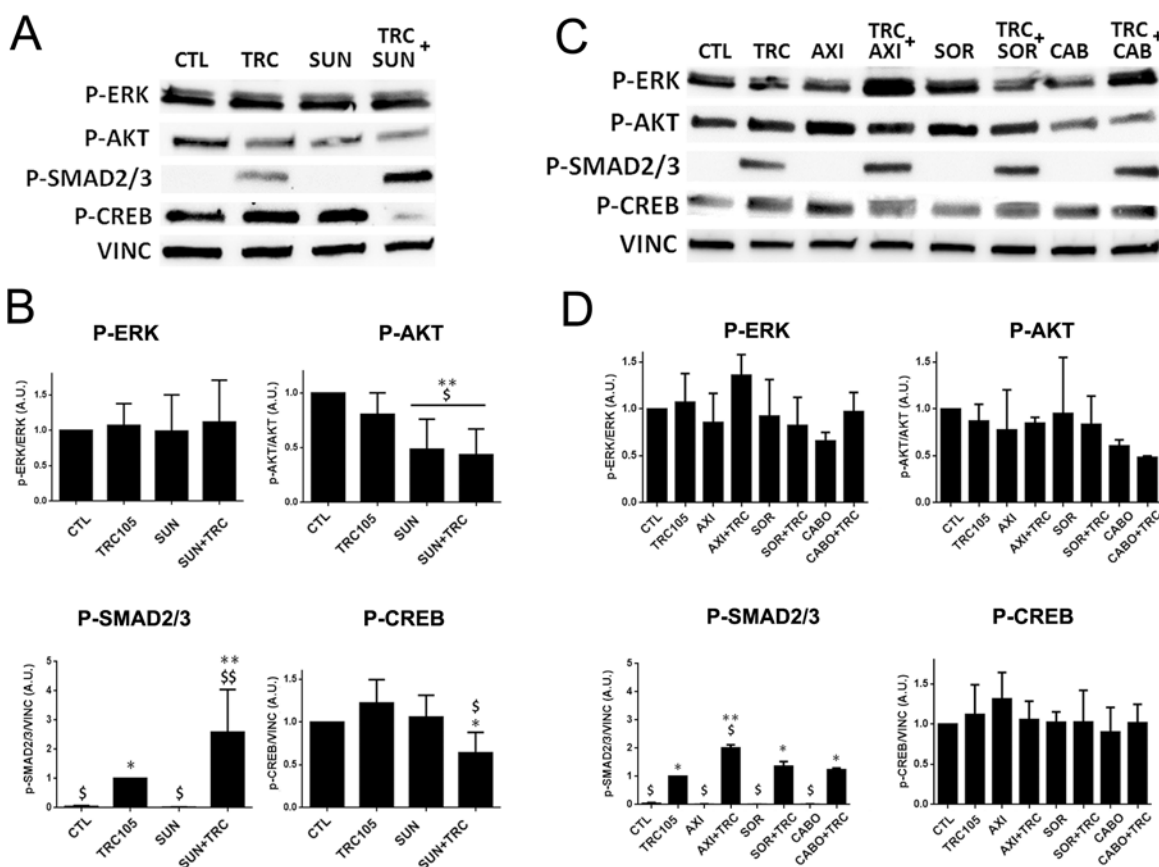 A
CTL TRC SUN TRC + SUN
P-ERK
P-AKT
P-SMAD2/3
P-CREB
VINC
B
P-ERK
p-ERK/ERK (A.U.)
1.5
1.0
0.5
0.0
CTL
TRC105
SUN
SUN+TRC
P-AKT
p-AKT/AKT (A.U.)
1.0
0.5
0.0
**
$
CTL
TRC105
SUN
SUN+TRC
P-SMAD2/3
p-SMAD2/3/VINC (A.U.)
5
4
3
2
1
0
$
*
$
**
$$
CTL
TRC105
SUN
SUN+TRC
P-CREB
p-CREB/VINC (A.U.)
1.5
1.0
0.5
0.0
$
*
CTL
TRC105
SUN
SUN+TRC
C
CTL TRC AXI TRC + AXI SOR TRC + SOR CAB TRC + CAB
P-ERK
P-AKT
P-SMAD2/3
P-CREB
VINC
D
P-ERK
p-ERK/ERK (A.U.)
1.5
1.0
0.5
0.0
CTL
TRC105
AXI
AXI+TRC
SOR
SOR+TRC
CABO
CABO+TRC
P-AKT
p-AKT/AKT (A.U.)
1.5
1.0
0.5
0.0
CTL
TRC105
AXI
AXI+TRC
SOR
SOR+TRC
CABO
CABO+TRC
P-SMAD2/3
p-SMAD2/3/VINC (A.U.)
5
4
3
2
1
0
$
*
$
**
$
$
*
$
*
CTL
TRC105
AXI
AXI+TRC
SOR
SOR+TRC
CABO
CABO+TRC
P-CREB
p-CREB/VINC (A.U.)
1.5
1.0
0.5
0.0
CTL
TRC105
AXI
AXI+TRC
SOR
SOR+TRC
CABO
CABO+TRC